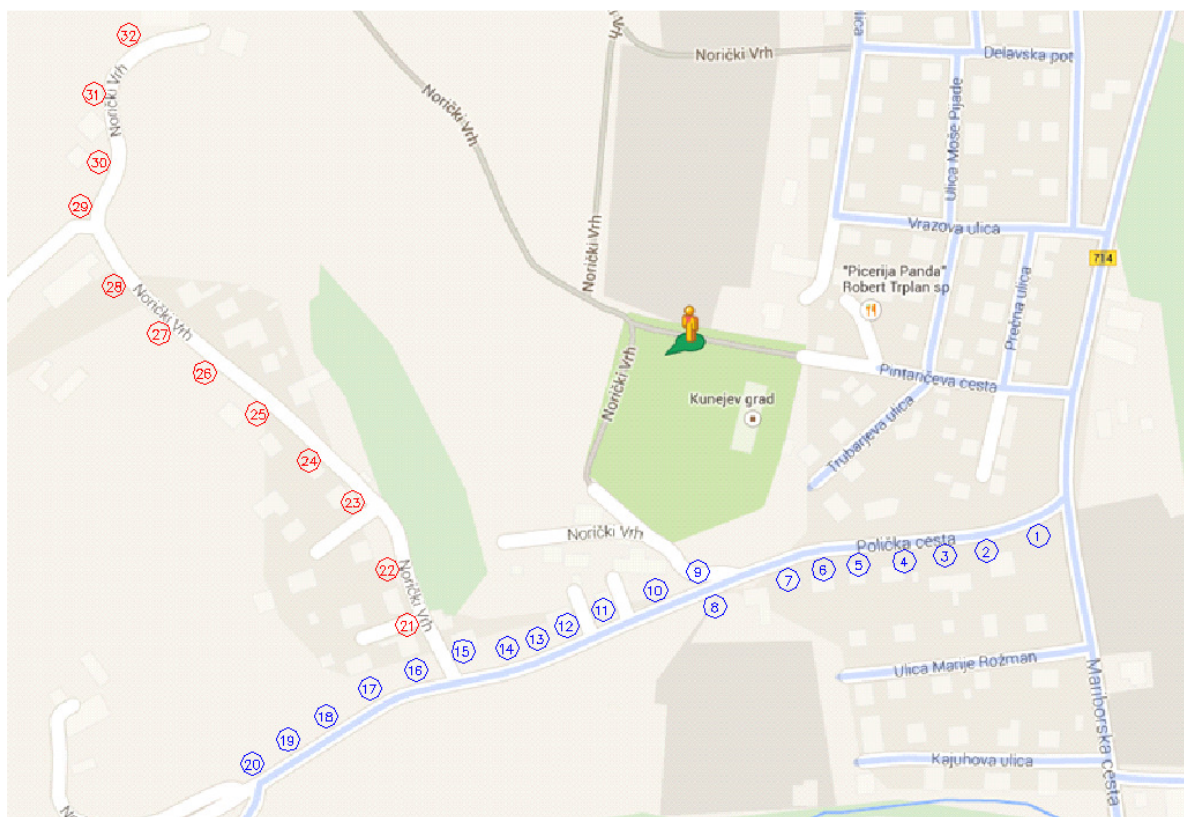 32
Norički Vrh
31
30
29
28
Norički Vrh
27
26
25
24
23
22
Norički Vrh
21
Norički Vrh
Norički Vrh
Norički Vrh
Norički Vrh
Norički Vrh
Norički Vrh
lica
Delavska pot
Ulica Moše Pijade
Vrazova ulica
714
"Picerija Panda"
Robert Trplan sp
Prečna ulica
Pintaričeva cesta
Kunejev grad
Trubarjeva ulica
Polička cesta
1
2
3
4
5
6
7
8
9
10
11
12
13
14
15
16
17
18
19
20
Ulica Marije Rožman
Mariborska cesta
Kajuhova ulica